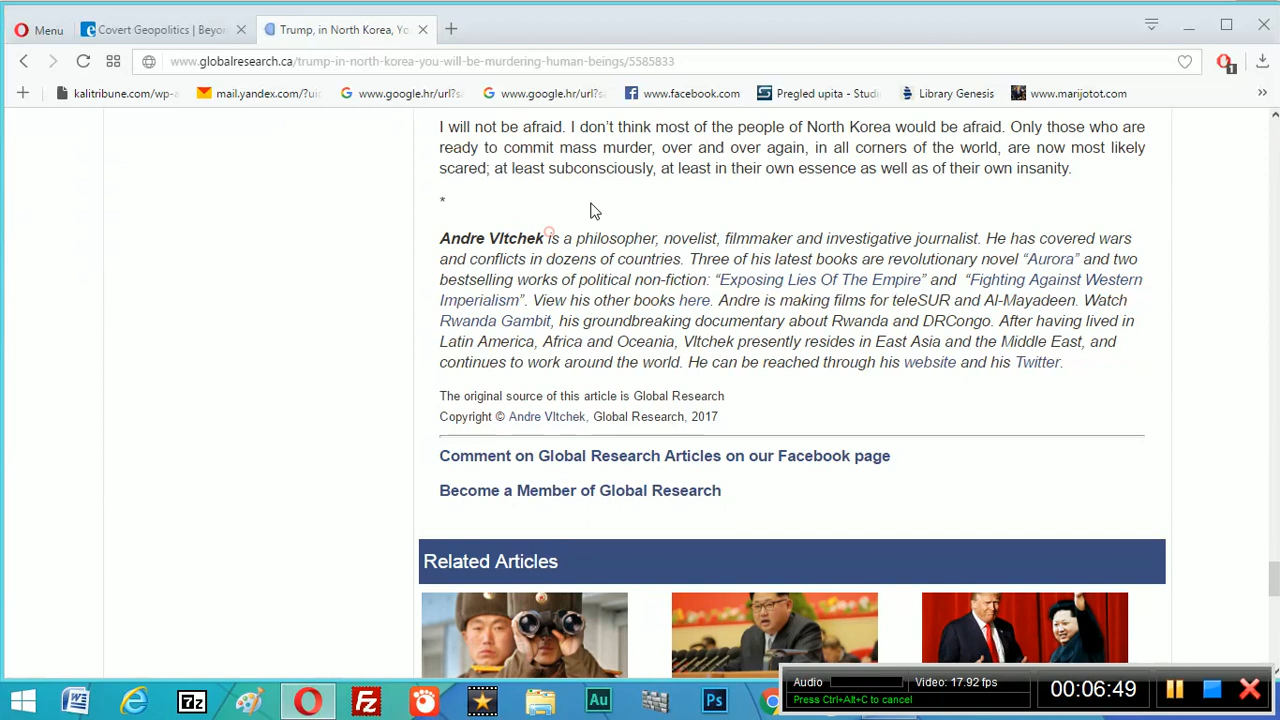 Menu
Covert Geopolitics | Beyo
Trump, in North Korea, Yo
www.globalresearch.ca/trump-in-north-korea-you-will-be-murdering-human-beings/5585833
1
kalitribune.com/wp-a
mail.yandex.com/?uid
www.google.hr/url?sa
www.google.hr/url?sa
www.facebook.com
Pregled upita - Studi
Library Genesis
www.marijotot.com
I will not be afraid. I don’t think most of the people of North Korea would be afraid. Only those who are
ready to commit mass murder, over and over again, in all corners of the world, are now most likely
scared; at least subconsciously, at least in their own essence as well as of their own insanity.
*
Andre Vltchek is a philosopher, novelist, filmmaker and investigative journalist. He has covered wars
and conflicts in dozens of countries. Three of his latest books are revolutionary novel “Aurora” and two
bestselling works of political non-fiction: “Exposing Lies Of The Empire” and “Fighting Against Western
Imperialism”. View his other books here. Andre is making films for teleSUR and Al-Mayadeen. Watch
Rwanda Gambit, his groundbreaking documentary about Rwanda and DRCongo. After having lived in
Latin America, Africa and Oceania, Vltchek presently resides in East Asia and the Middle East, and
continues to work around the world. He can be reached through his website and his Twitter.
The original source of this article is Global Research
Copyright © Andre Vltchek, Global Research, 2017
Comment on Global Research Articles on our Facebook page
Become a Member of Global Research
Related Articles
Audio
Video: 17.92 fps
Press Ctrl+Alt+C to cancel
00:06:49
W
7z
Fz
Au
Ps